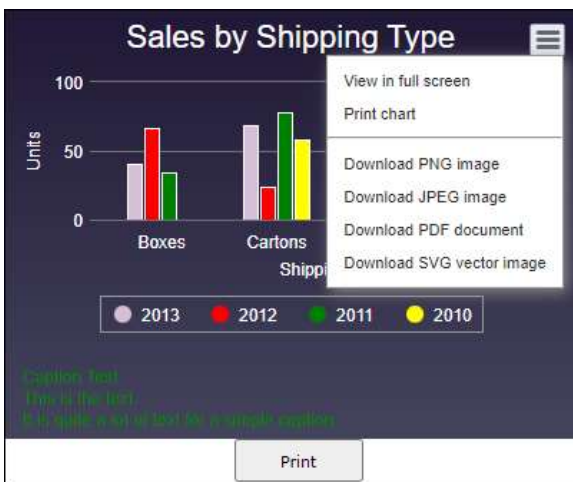 Sales by Shipping Type
100
Units
50
0
Boxes
Cartons
Shippi
View in full screen
Print chart
Download PNG image
Download JPEG image
Download PDF document
Download SVG vector image
2013
2012
2011
2010
Caption Text
This is the text.
It is quite a lot of text for a simple caption
Print